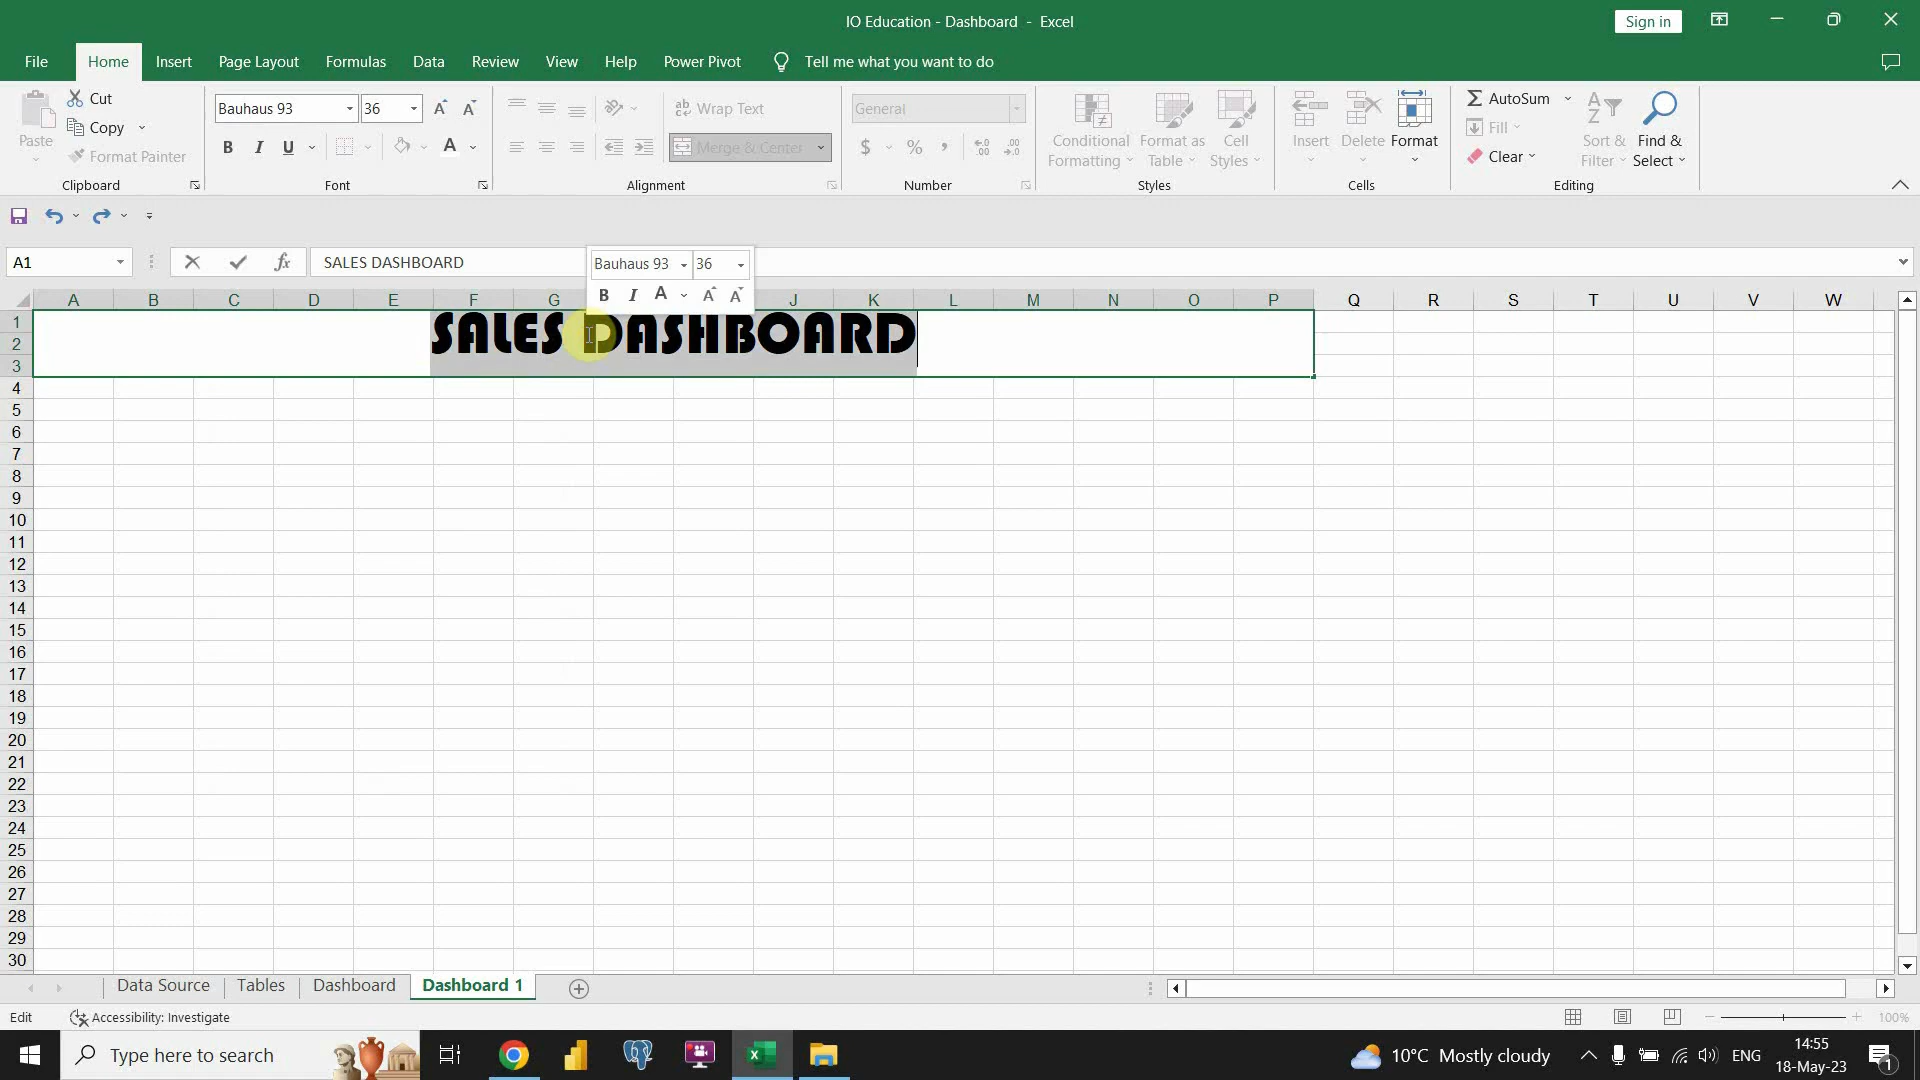 IO Education - Dashboard - Excel
Sign in
File Home Insert Page Layout Formulas Data Review View Help Power Pivot Tell me what you want to do
Paste
Cut
Copy
Format Painter
Clipboard
Bauhaus 93 36 A A
B I U A
Font
ab Wrap Text
Merge & Center
Alignment
General
$ % ,
Number
Conditional Formatting
Format as Table
Cell Styles
Styles
Insert Delete Format
Cells
AutoSum
Fill
Clear
Sort & Filter
Find & Select
Editing
A1 fx SALES DASHBOARD
Bauhaus 93 36
B I A A A
A B C D E F G J K L M N O P Q R S T U V W
1
2
3
SALES DASHBOARD
4
5
6
7
8
9
10
11
12
13
14
15
16
17
18
19
20
21
22
23
24
25
26
27
28
29
30
Data Source Tables Dashboard Dashboard 1
Edit Accessibility: Investigate 100%
Type here to search
10°C Mostly cloudy ENG
14:55
18-May-23
1